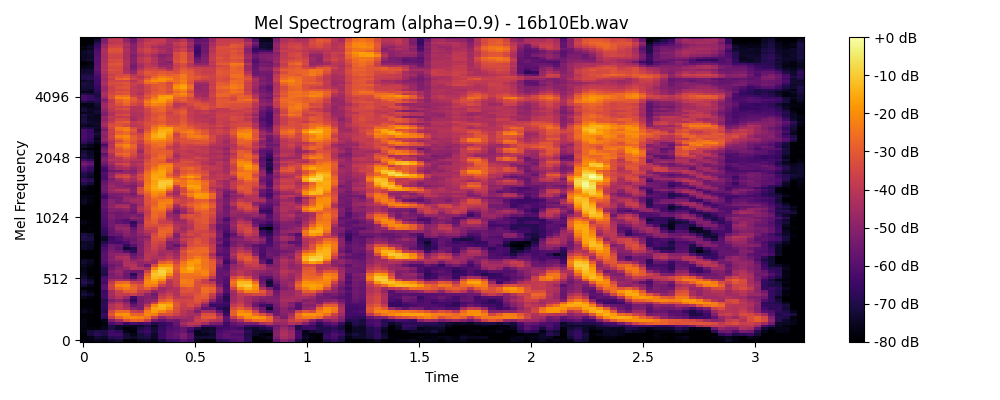 Mel Spectrogram (alpha=0.9) - 16b10Eb.wav
Mel Frequency
4096
2048
1024
512
0
0
0.5
1
1.5
2
2.5
3
Time
+0 dB
-10 dB
-20 dB
-30 dB
-40 dB
-50 dB
-60 dB
-70 dB
-80 dB